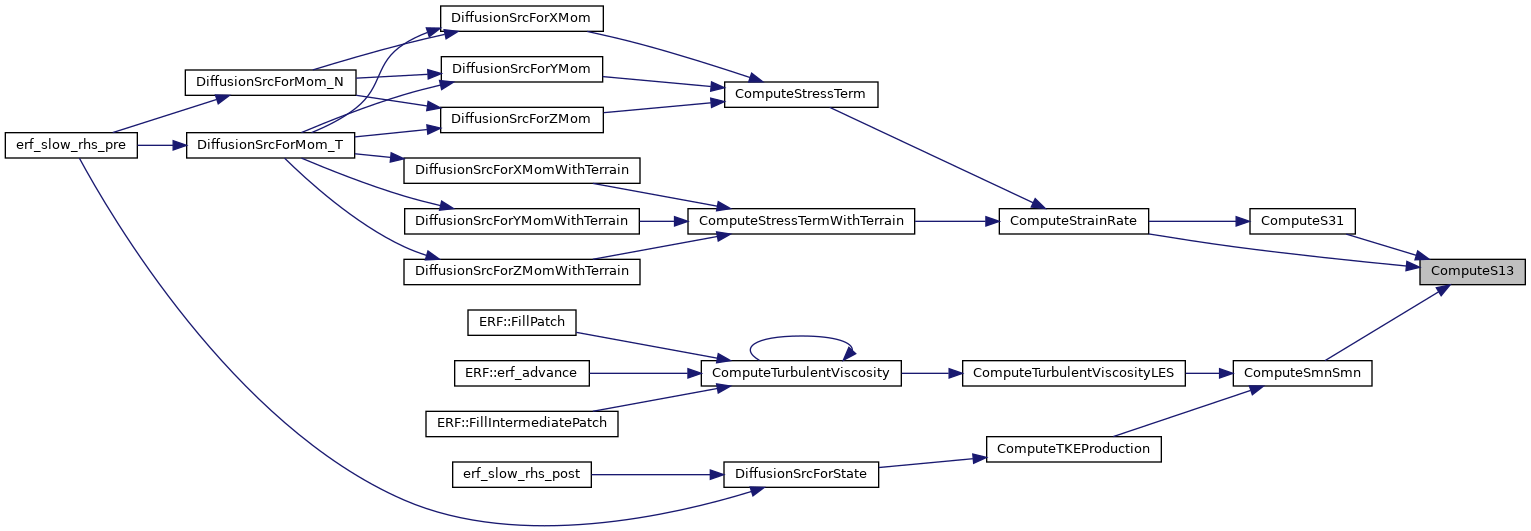 DiffusionSrcForXMom
DiffusionSrcForYMom
DiffusionSrcForMom_N
ComputeStressTerm
DiffusionSrcForZMom
erf_slow_rhs_pre
DiffusionSrcForMom_T
DiffusionSrcForXMomWithTerrain
DiffusionSrcForYMomWithTerrain
ComputeStressTermWithTerrain
ComputeStrainRate
ComputeS31
DiffusionSrcForZMomWithTerrain
ComputeS13
ERF::FillPatch
ERF::erf_advance
ComputeTurbulentViscosity
ComputeTurbulentViscosityLES
ComputeSmnSmn
ERF::FillIntermediatePatch
ComputeTKEProduction
erf_slow_rhs_post
DiffusionSrcForState